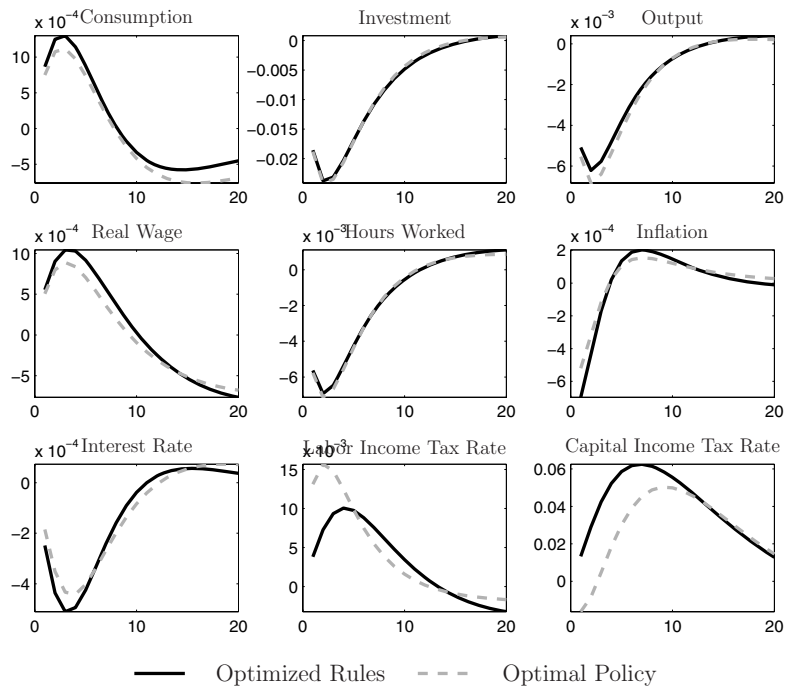 x 10⁻⁴ Consumption
Investment
x 10⁻³ Output
10
5
0
−5
0 10 20
0
−0.005
−0.01
−0.015
−0.02
0 10 20
0
−2
−4
−6
0 10 20
x 10⁻⁴ Real Wage
x 10⁻³ Hours Worked
x 10⁻⁴ Inflation
10
5
0
−5
0 10 20
0
−2
−4
−6
0 10 20
2
0
−2
−4
−6
0 10 20
x 10⁻⁴ Interest Rate
x 10⁻³ Labor Income Tax Rate
Capital Income Tax Rate
0
−2
−4
0 10 20
15
10
5
0
0 10 20
0.06
0.04
0.02
0
0 10 20
Optimized Rules Optimal Policy